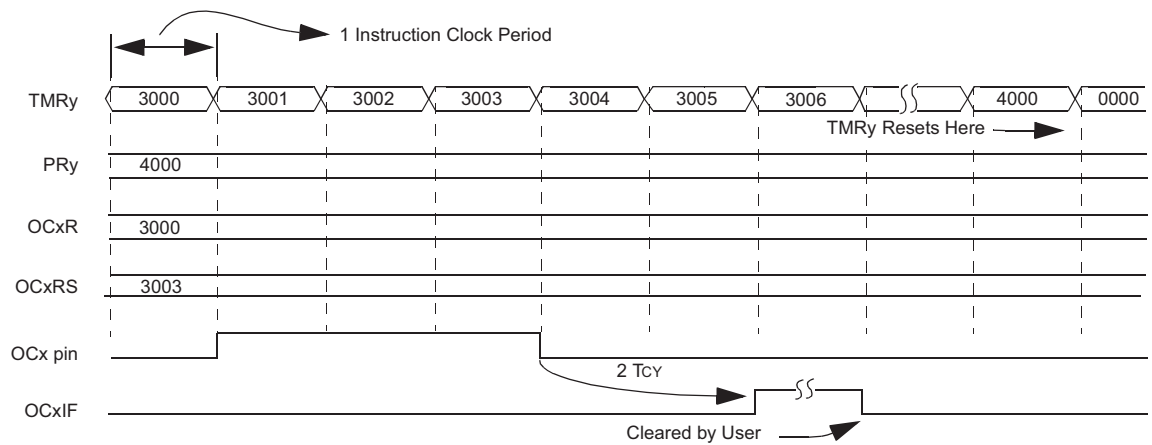 1 Instruction Clock Period
TMRy 3000 3001 3002 3003 3004 3005 3006 4000 0000
TMRy Resets Here
PRy 4000
OCxR 3000
OCxRS 3003
OCx pin
2 TCY
OCxIF
Cleared by User